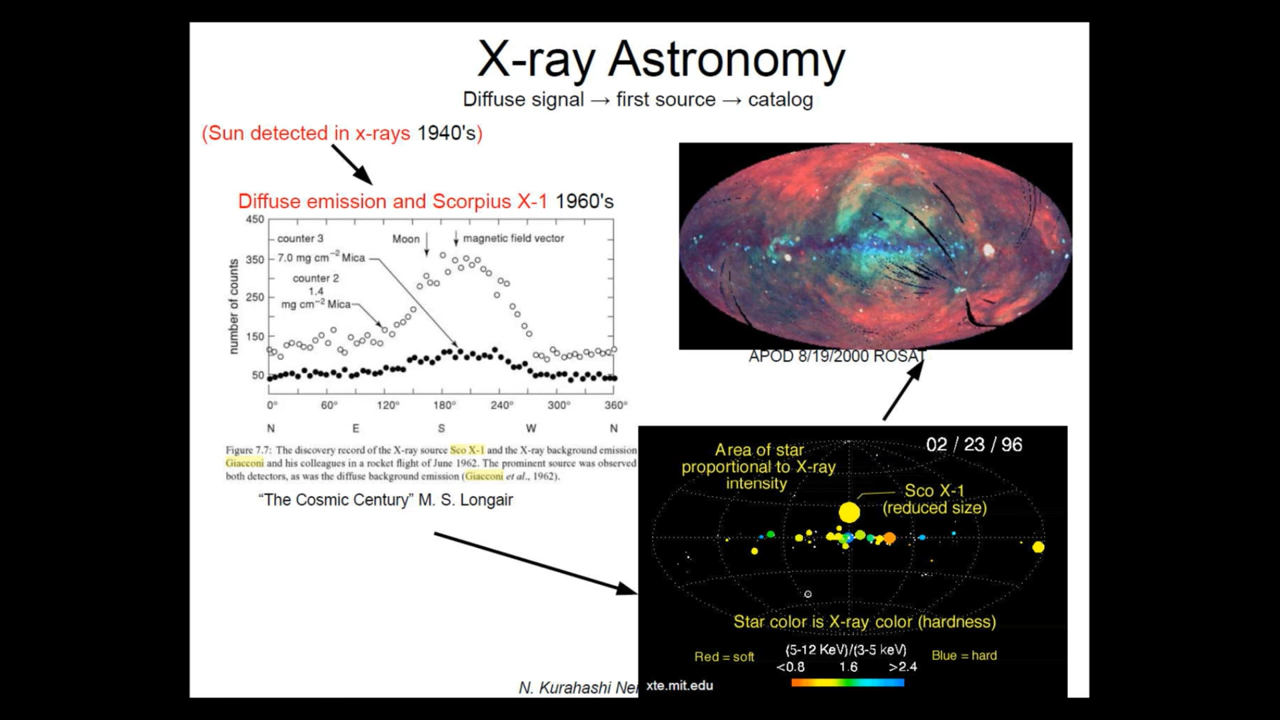 X-ray Astronomy
Diffuse signal → first source → catalog
(Sun detected in x-rays 1940's)
Diffuse emission and Scorpius X-1 1960's
450
350
250
150
50
number of counts
counter 3
7.0 mg cm⁻² Mica
counter 2
1.4
mg cm⁻² Mica
Moon
magnetic field vector
0° 60° 120° 180° 240° 300° 360°
N E S W N
Figure 7.7: The discovery record of the X-ray source Sco X-1 and the X-ray background emission
Giacconi and his colleagues in a rocket flight of June 1962. The prominent source was observed
both detectors, as was the diffuse background emission (Giacconi et al., 1962).
“The Cosmic Century” M. S. Longair
APOD 8/19/2000 ROSAT
02 / 23 / 96
Area of star
proportional to X-ray
intensity
Sco X-1
(reduced size)
Star color is X-ray color (hardness)
Red = soft
(5-12 KeV)/(3-5 keV)
Blue = hard
<0.8 1.6 >2.4
N. Kurahashi Nei
xte.mit.edu